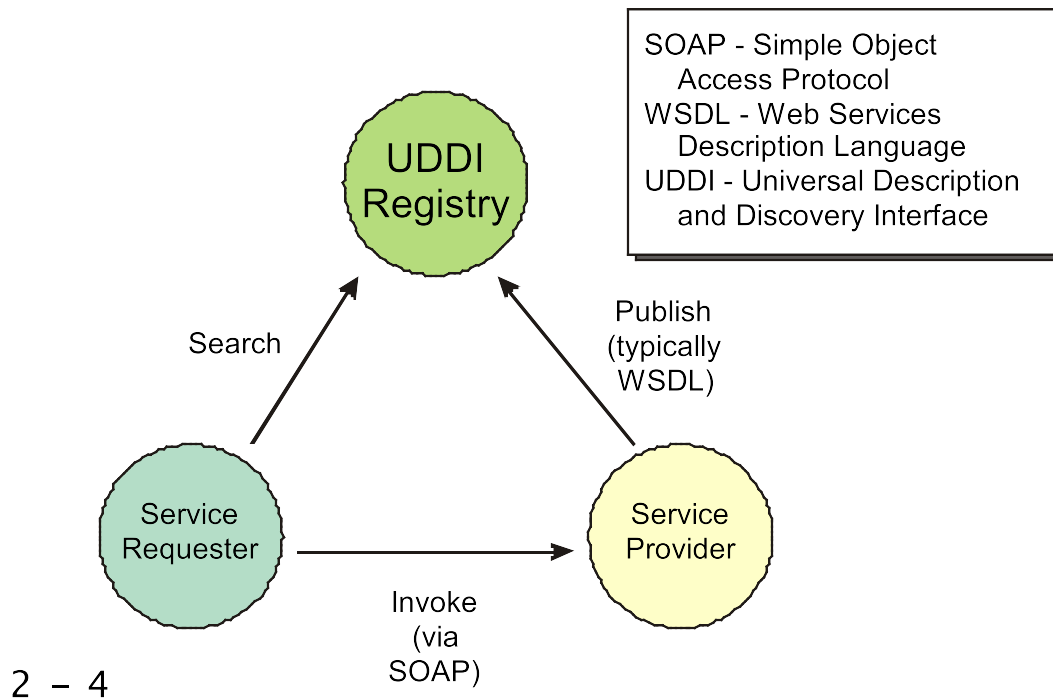 SOAP - Simple Object
Access Protocol
WSDL - Web Services
Description Language
UDDI - Universal Description
and Discovery Interface
UDDI
Registry
Search
Publish
(typically
WSDL)
Service
Requester
Service
Provider
Invoke
(via
SOAP)
2 – 4